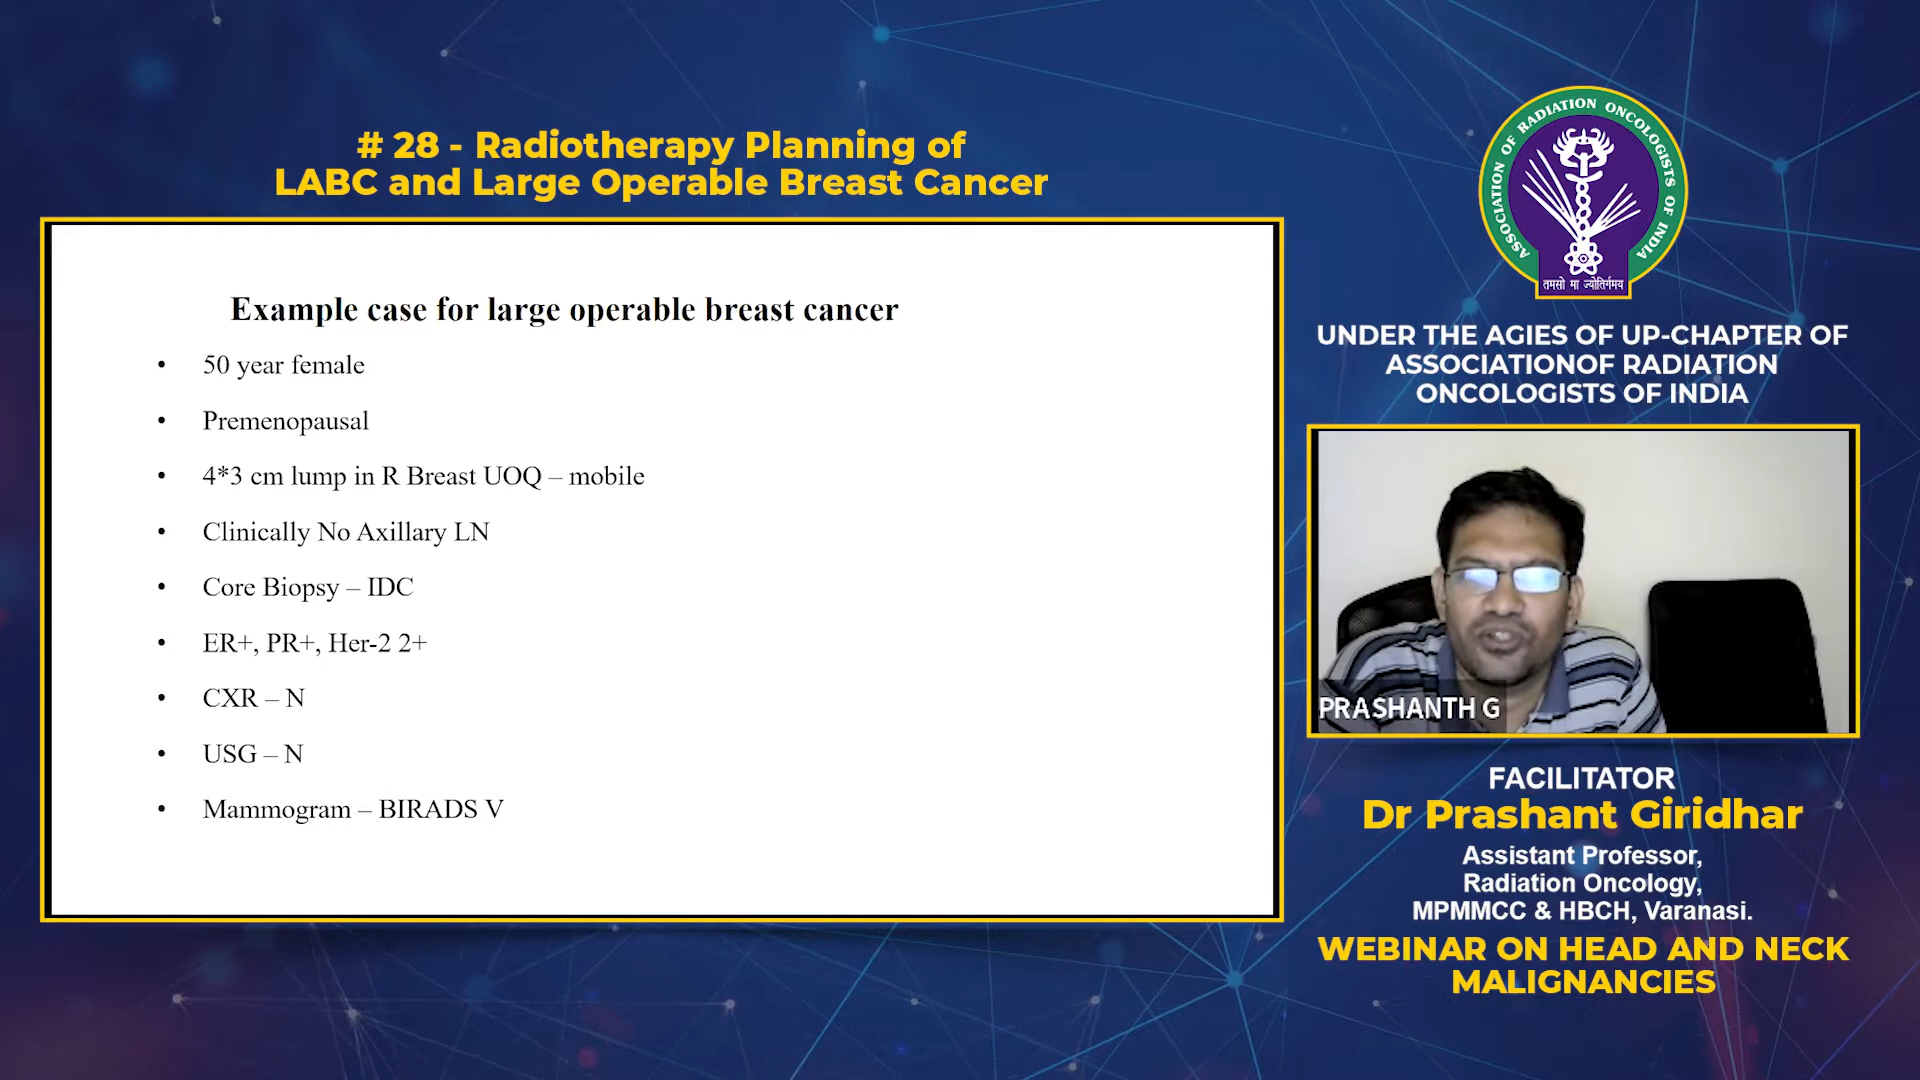 # 28 - Radiotherapy Planning of
LABC and Large Operable Breast Cancer
Example case for large operable breast cancer
• 50 year female
• Premenopausal
• 4*3 cm lump in R Breast UOQ – mobile
• Clinically No Axillary LN
• Core Biopsy – IDC
• ER+, PR+, Her-2 2+
• CXR – N
• USG – N
• Mammogram – BIRADS V
ASSOCIATION OF RADIATION ONCOLOGISTS OF INDIA
तमसो मा ज्योतिर्गमय
UNDER THE AGIES OF UP-CHAPTER OF
ASSOCIATIONOF RADIATION
ONCOLOGISTS OF INDIA
PRASHANTH G
FACILITATOR
Dr Prashant Giridhar
Assistant Professor,
Radiation Oncology,
MPMMCC & HBCH, Varanasi.
WEBINAR ON HEAD AND NECK
MALIGNANCIES